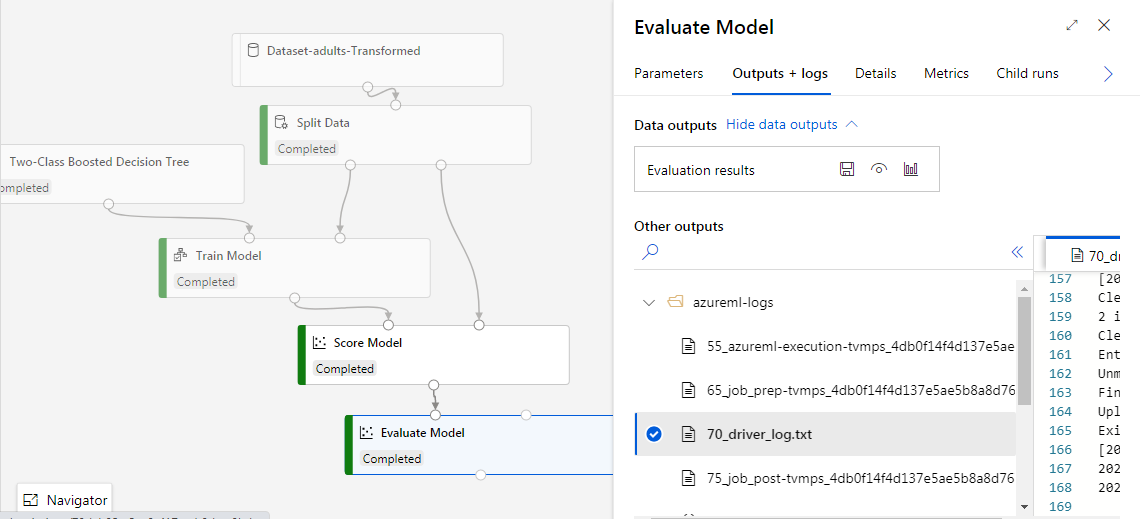 Dataset-adults-Transformed
Split Data
Completed
Two-Class Boosted Decision Tree
ompleted
Train Model
Completed
Score Model
Completed
Evaluate Model
Completed
Navigator
Evaluate Model
Parameters
Outputs + logs
Details
Metrics
Child runs
Data outputs
Hide data outputs
Evaluation results
Other outputs
azureml-logs
55_azureml-execution-tvmps_4db0f14f4d137e5ae
65_job_prep-tvmps_4db0f14f4d137e5ae5b8a8d76
70_driver_log.txt
75_job_post-tvmps_4db0f14f4d137e5ae5b8a8d76
70_dr
157 [20
158 Cle
159 2 i
160 Cle
161 Ent
162 Unm
163 Fin
164 Upl
165 Exi
166 [20
167 202
168 202
169